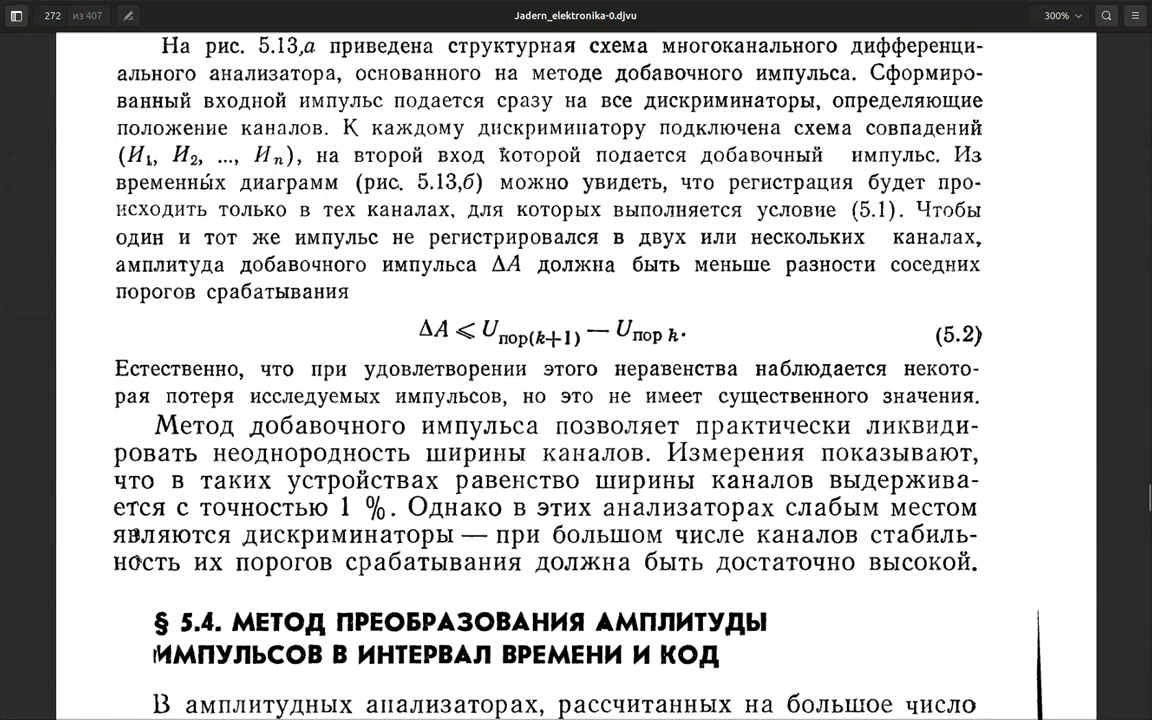 272 из 407
Jadern_elektronika-0.djvu
300%
На рис. 5.13,а приведена структурная схема многоканального дифференци-
ального анализатора, основанного на методе добавочного импульса. Сформиро-
ванный входной импульс подается сразу на все дискриминаторы, определяющие
положение каналов. К каждому дискриминатору подключена схема совпадений
(И₁, И₂, ..., Иₙ), на второй вход которой подается добавочный импульс. Из
временных диаграмм (рис. 5.13,б) можно увидеть, что регистрация будет про-
исходить только в тех каналах, для которых выполняется условие (5.1). Чтобы
один и тот же импульс не регистрировался в двух или нескольких каналах,
амплитуда добавочного импульса ΔA должна быть меньше разности соседних
порогов срабатывания
ΔA ⩽ Uпор(k+1) — Uпор k. (5.2)
Естественно, что при удовлетворении этого неравенства наблюдается некото-
рая потеря исследуемых импульсов, но это не имеет существенного значения.
Метод добавочного импульса позволяет практически ликвиди-
ровать неоднородность ширины каналов. Измерения показывают,
что в таких устройствах равенство ширины каналов выдержива-
ется с точностью 1 %. Однако в этих анализаторах слабым местом
являются дискриминаторы — при большом числе каналов стабиль-
ность их порогов срабатывания должна быть достаточно высокой.
§ 5.4. МЕТОД ПРЕОБРАЗОВАНИЯ АМПЛИТУДЫ
ИМПУЛЬСОВ В ИНТЕРВАЛ ВРЕМЕНИ И КОД
В амплитудных анализаторах, рассчитанных на большое число